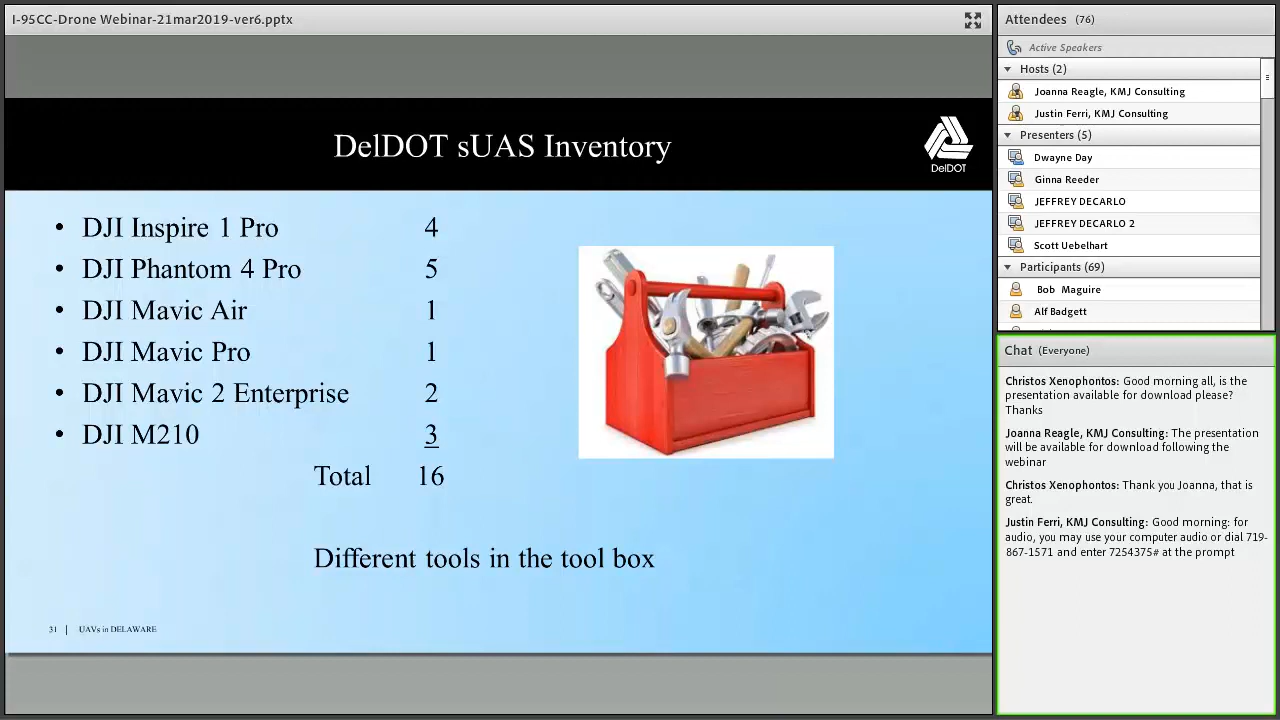 I-95CC-Drone Webinar-21mar2019-ver6.pptx
DelDOT sUAS Inventory
DelDOT
• DJI Inspire 1 Pro 4
• DJI Phantom 4 Pro 5
• DJI Mavic Air 1
• DJI Mavic Pro 1
• DJI Mavic 2 Enterprise 2
• DJI M210 3
Total 16
Different tools in the tool box
31 | UAVs in DELAWARE
Attendees (76)
Active Speakers
Hosts (2)
Joanna Reagle, KMJ Consulting
Justin Ferri, KMJ Consulting
Presenters (5)
Dwayne Day
Ginna Reeder
JEFFREY DECARLO
JEFFREY DECARLO 2
Scott Uebelhart
Participants (69)
Bob Maguire
Alf Badgett
Chat (Everyone)
Christos Xenophontos: Good morning all, is the
presentation available for download please?
Thanks
Joanna Reagle, KMJ Consulting: The presentation
will be available for download following the
webinar
Christos Xenophontos: Thank you Joanna, that is
great.
Justin Ferri, KMJ Consulting: Good morning: for
audio, you may use your computer audio or dial 719-
867-1571 and enter 7254375# at the prompt